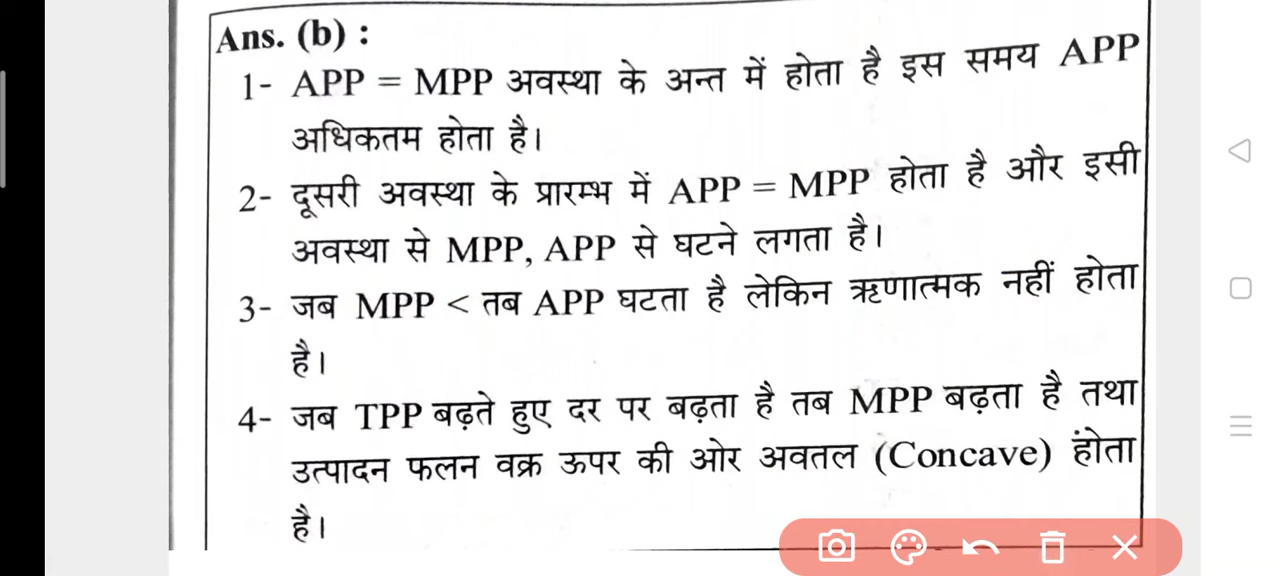 Ans. (b) :
1- APP = MPP अवस्था के अन्त में होता है इस समय APP
अधिकतम होता है।
2- दूसरी अवस्था के प्रारम्भ में APP = MPP होता है और इसी
अवस्था से MPP, APP से घटने लगता है।
3- जब MPP < तब APP घटता है लेकिन ऋणात्मक नहीं होता
है।
4- जब TPP बढ़ते हुए दर पर बढ़ता है तब MPP बढ़ता है तथा
उत्पादन फलन वक्र ऊपर की ओर अवतल (Concave) होता
है।